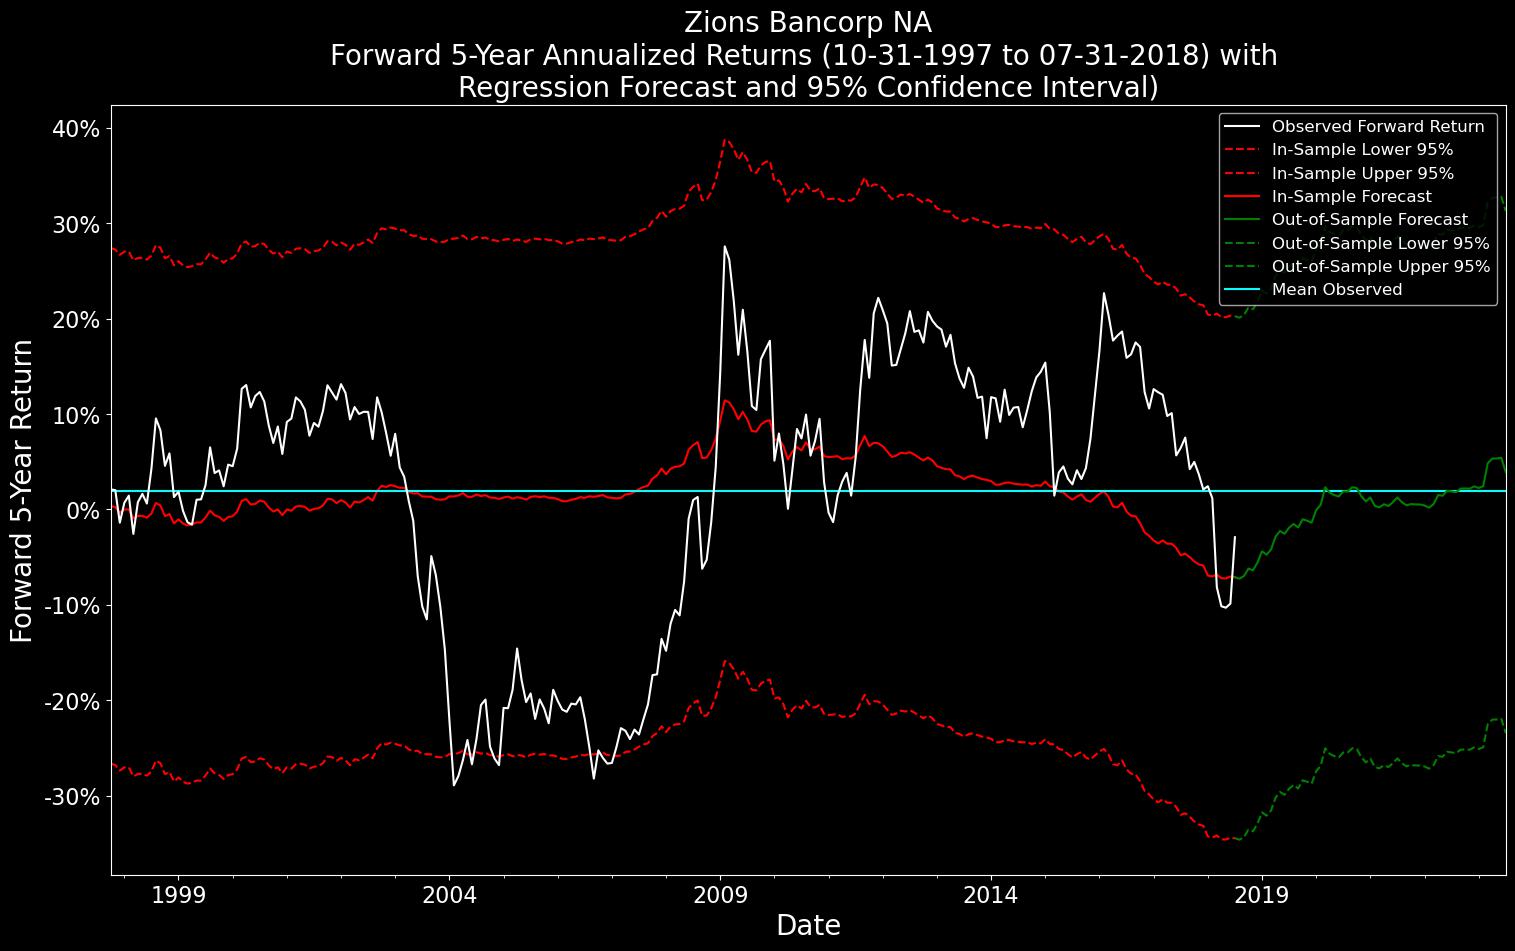 Zions Bancorp NA
Forward 5-Year Annualized Returns (10-31-1997 to 07-31-2018) with
Regression Forecast and 95% Confidence Interval)
40%
30%
20%
10%
0%
-10%
-20%
-30%
Forward 5-Year Return
Observed Forward Return
In-Sample Lower 95%
In-Sample Upper 95%
In-Sample Forecast
Out-of-Sample Forecast
Out-of-Sample Lower 95%
Out-of-Sample Upper 95%
Mean Observed
1999 2004 2009 2014 2019
Date